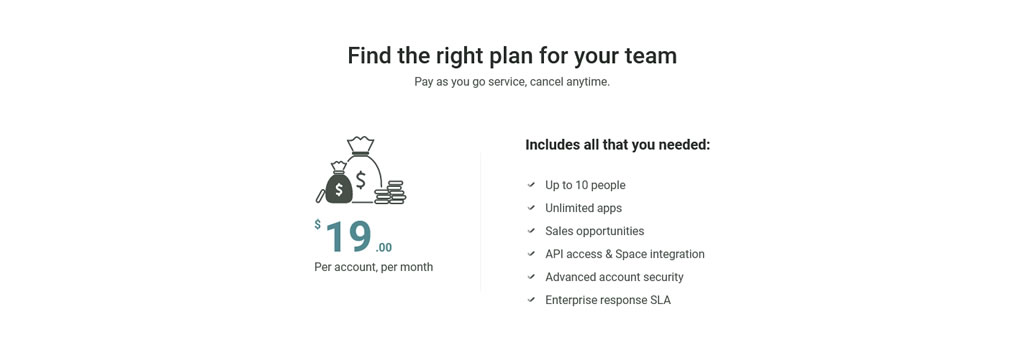 Find the right plan for your team
Pay as you go service, cancel anytime.
$ $
$19.00
Per account, per month
Includes all that you needed:
Up to 10 people
Unlimited apps
Sales opportunities
API access & Space integration
Advanced account security
Enterprise response SLA